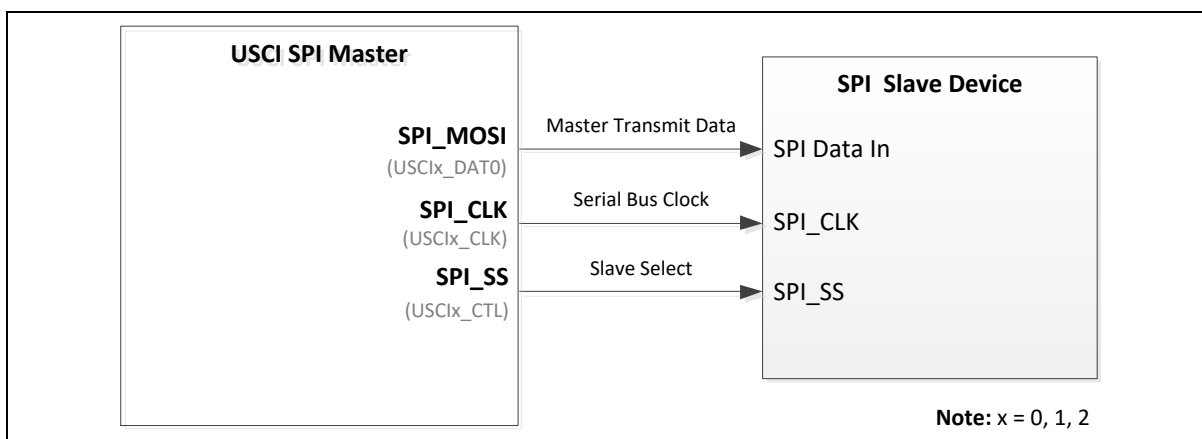 USCI SPI Master
SPI_MOSI
(USCIx_DAT0)
SPI_CLK
(USCIx_CLK)
SPI_SS
(USCIx_CTL)
Master Transmit Data
Serial Bus Clock
Slave Select
SPI Slave Device
SPI Data In
SPI_CLK
SPI_SS
Note: x = 0, 1, 2